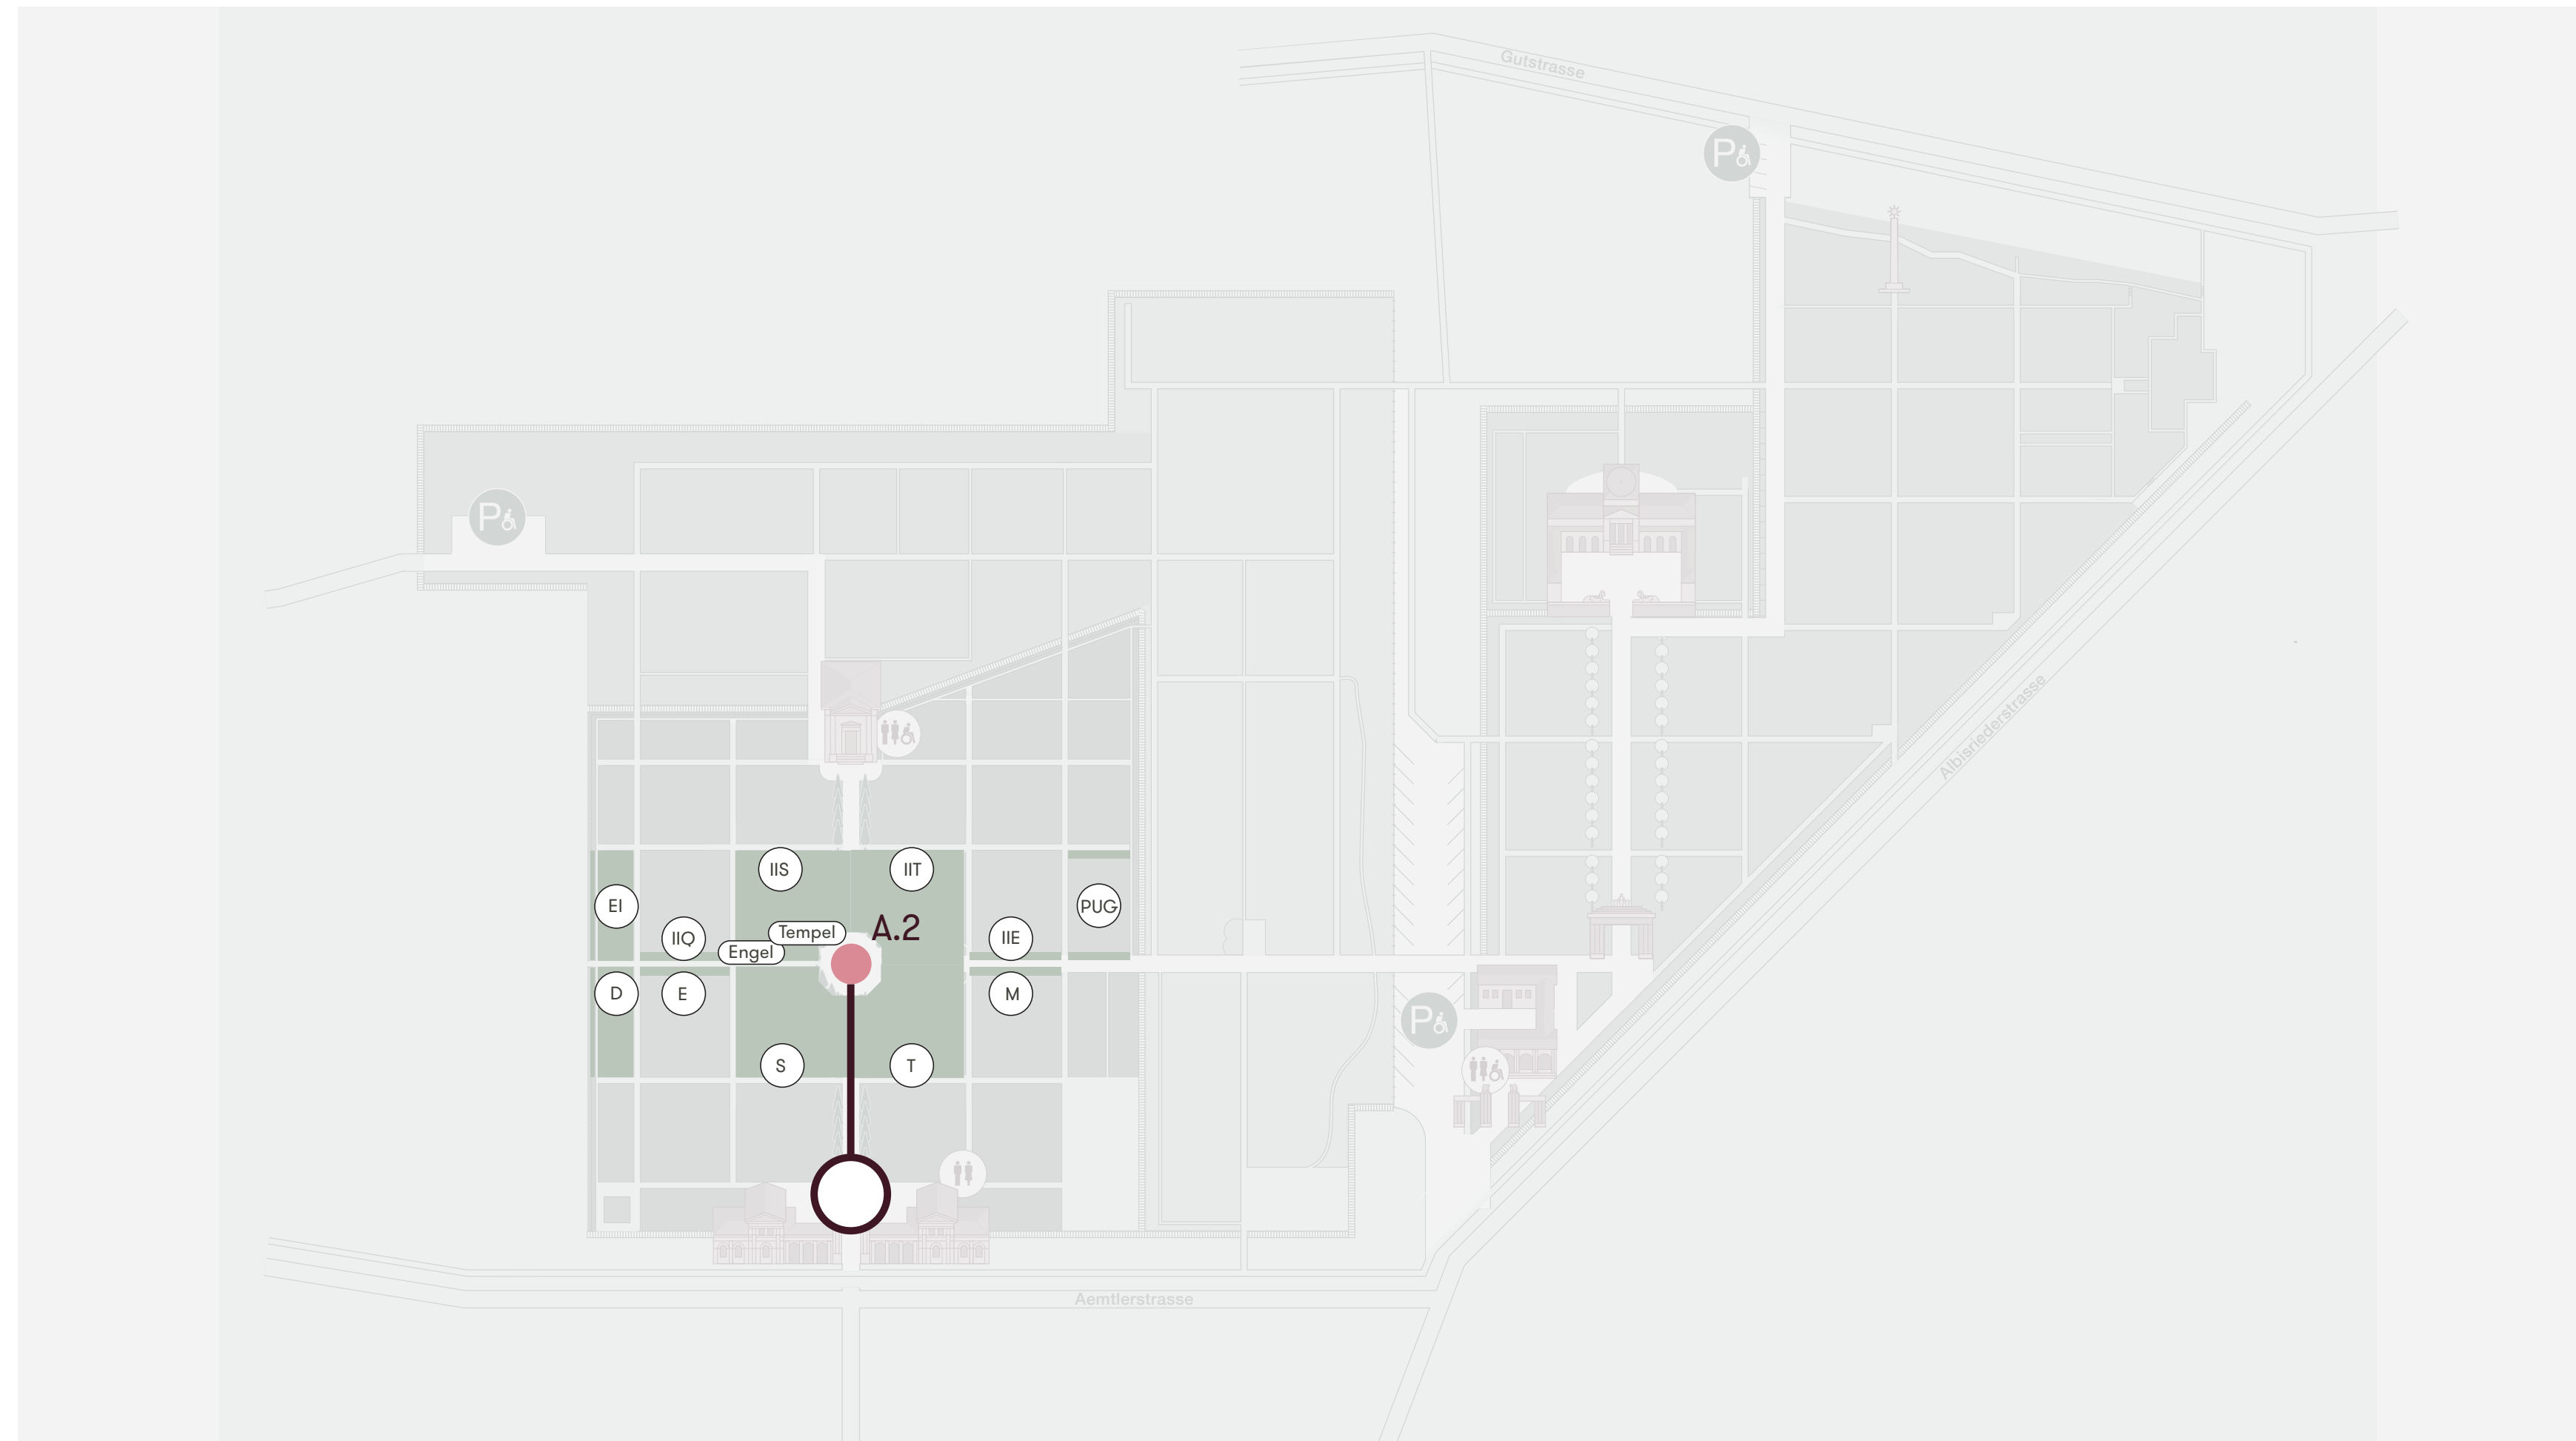 Gutstrasse
P
P
IIS
IIT
EI
PUG
A.2
Tempel
IIQ
IIE
Engel
Albisriederstrasse
D
E
M
P
S
T
Aemtlerstrasse